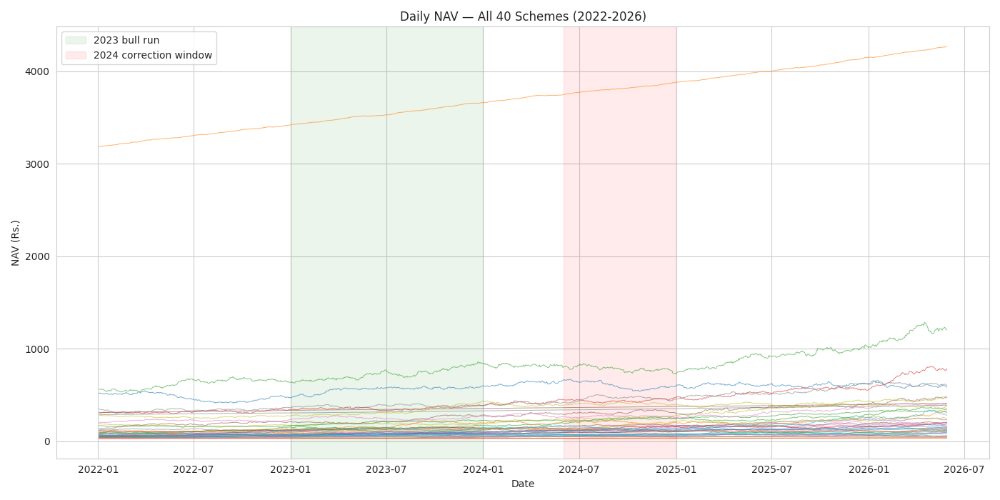 Daily NAV — All 40 Schemes (2022-2026)
2023 bull run
2024 correction window
NAV (Rs.)
4000
3000
2000
1000
0
2022-01 2022-07 2023-01 2023-07 2024-01 2024-07 2025-01 2025-07 2026-01 2026-07
Date